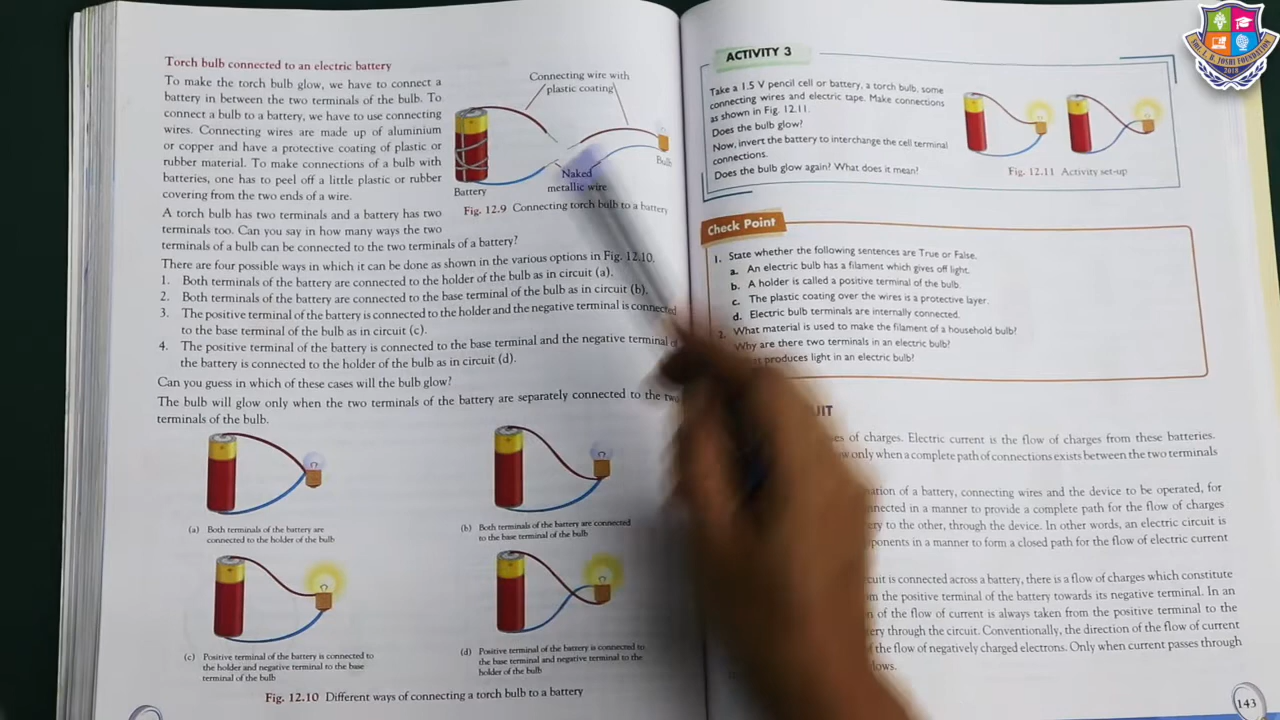 Torch bulb connected to an electric battery
To make the torch bulb glow, we have to connect a
battery in between the two terminals of the bulb. To
connect a bulb to a battery, we have to use connecting
wires. Connecting wires are made up of aluminium
or copper and have a protective coating of plastic or
rubber material. To make connections of a bulb with
batteries, one has to peel off a little plastic or rubber
covering from the two ends of a wire.
Connecting wire with
plastic coating
Bulb
Naked
metallic wire
Battery
Fig. 12.9 Connecting torch bulb to a battery
A torch bulb has two terminals and a battery has two
terminals too. Can you say in how many ways the two
terminals of a bulb can be connected to the two terminals of a battery?
There are four possible ways in which it can be done as shown in the various options in Fig. 12.10.
1. Both terminals of the battery are connected to the holder of the bulb as in circuit (a).
2. Both terminals of the battery are connected to the base terminal of the bulb as in circuit (b).
3. The positive terminal of the battery is connected to the holder and the negative terminal is connected
to the base terminal of the bulb as in circuit (c).
4. The positive terminal of the battery is connected to the base terminal and the negative terminal of
the battery is connected to the holder of the bulb as in circuit (d).
Can you guess in which of these cases will the bulb glow?
The bulb will glow only when the two terminals of the battery are separately connected to the two
terminals of the bulb.
(a) Both terminals of the battery are
connected to the holder of the bulb
(b) Both terminals of the battery are connected
to the base terminal of the bulb
(c) Positive terminal of the battery is connected to
the holder and negative terminal to the base
terminal of the bulb
(d) Positive terminal of the battery is connected to
the base terminal and negative terminal to the
holder of the bulb
Fig. 12.10 Different ways of connecting a torch bulb to a battery
ACTIVITY 3
Take a 1.5 V pencil cell or battery, a torch bulb, some
connecting wires and electric tape. Make connections
as shown in Fig. 12.11.
Does the bulb glow?
Now, invert the battery to interchange the cell terminal
connections.
Does the bulb glow again? What does it mean?
Fig. 12.11 Activity set-up
Check Point
1. State whether the following sentences are True or False.
a. An electric bulb has a filament which gives off light.
b. A holder is called a positive terminal of the bulb.
c. The plastic coating over the wires is a protective layer.
d. Electric bulb terminals are internally connected.
2. What material is used to make the filament of a household bulb?
Why are there two terminals in an electric bulb?
produces light in an electric bulb?
of charges. Electric current is the flow of charges from these batteries.
only when a complete path of connections exists between the two terminals
of a battery, connecting wires and the device to be operated, for
in a manner to provide a complete path for the flow of charges
to the other, through the device. In other words, an electric circuit is
in a manner to form a closed path for the flow of electric current
is connected across a battery, there is a flow of charges which constitute
the positive terminal of the battery towards its negative terminal. In an
of the flow of current is always taken from the positive terminal to the
through the circuit. Conventionally, the direction of the flow of current
the flow of negatively charged electrons. Only when current passes through
143
SHRI L. H. JOSHI FOUNDATION
2018